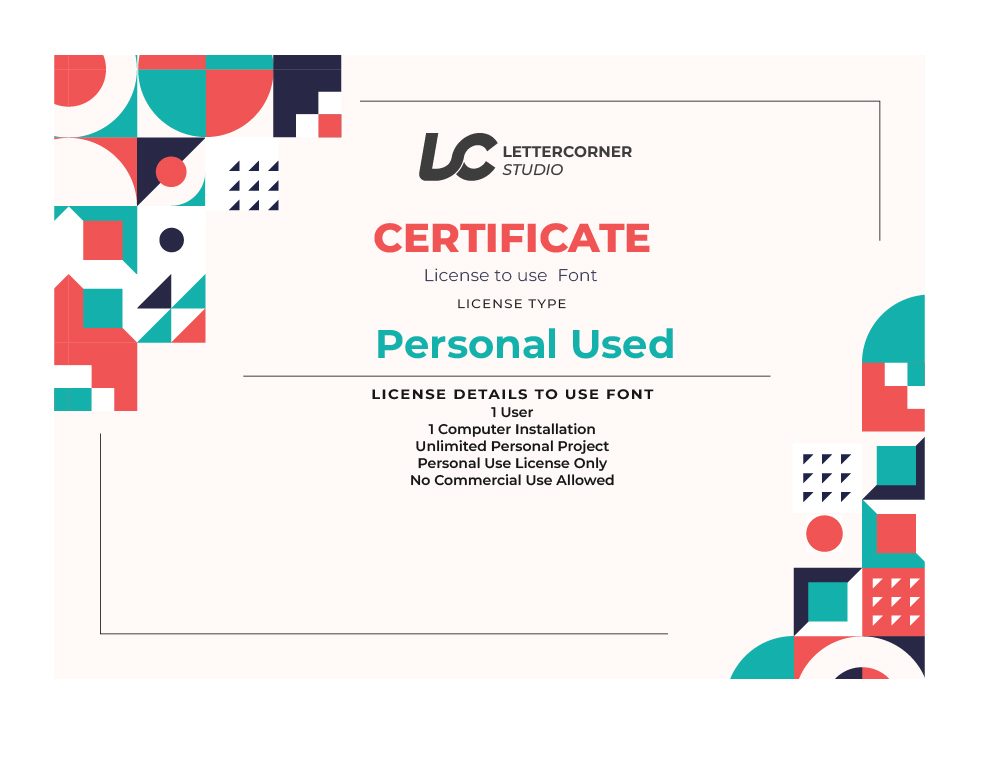 LC LETTERCORNER
STUDIO
CERTIFICATE
License to use  Font
LICENSE TYPE
Personal Used
LICENSE DETAILS TO USE FONT
1 User
1 Computer Installation
Unlimited Personal Project
Personal Use License Only
No Commercial Use Allowed